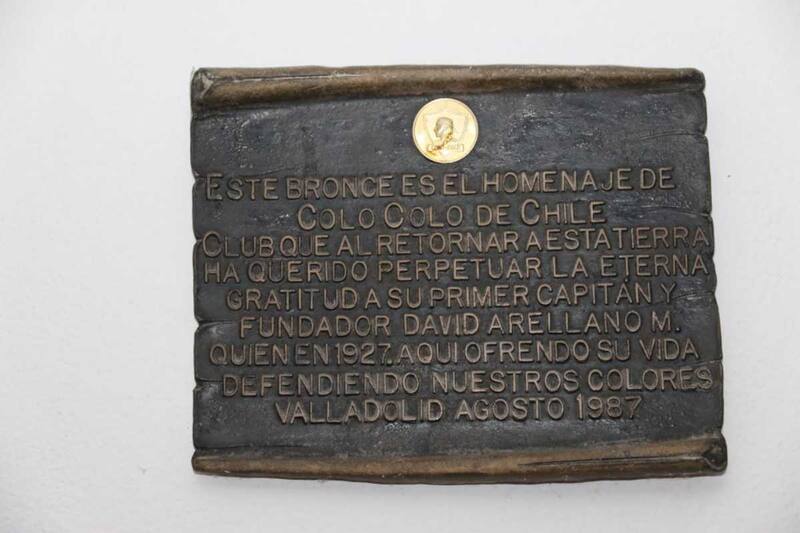 ESTE BRONCE ES EL HOMENAJE DE
COLO COLO DE CHILE
CLUB QUE AL RETORNAR A ESTA TIERRA
HA QUERIDO PERPETUAR LA ETERNA
GRATITUD A SU PRIMER CAPITÁN Y
FUNDADOR DAVID ARELLANO M.
QUIEN EN 1927. AQUI OFRENDO SU VIDA
DEFENDIENDO NUESTROS COLORES
VALLADOLID AGOSTO 1987